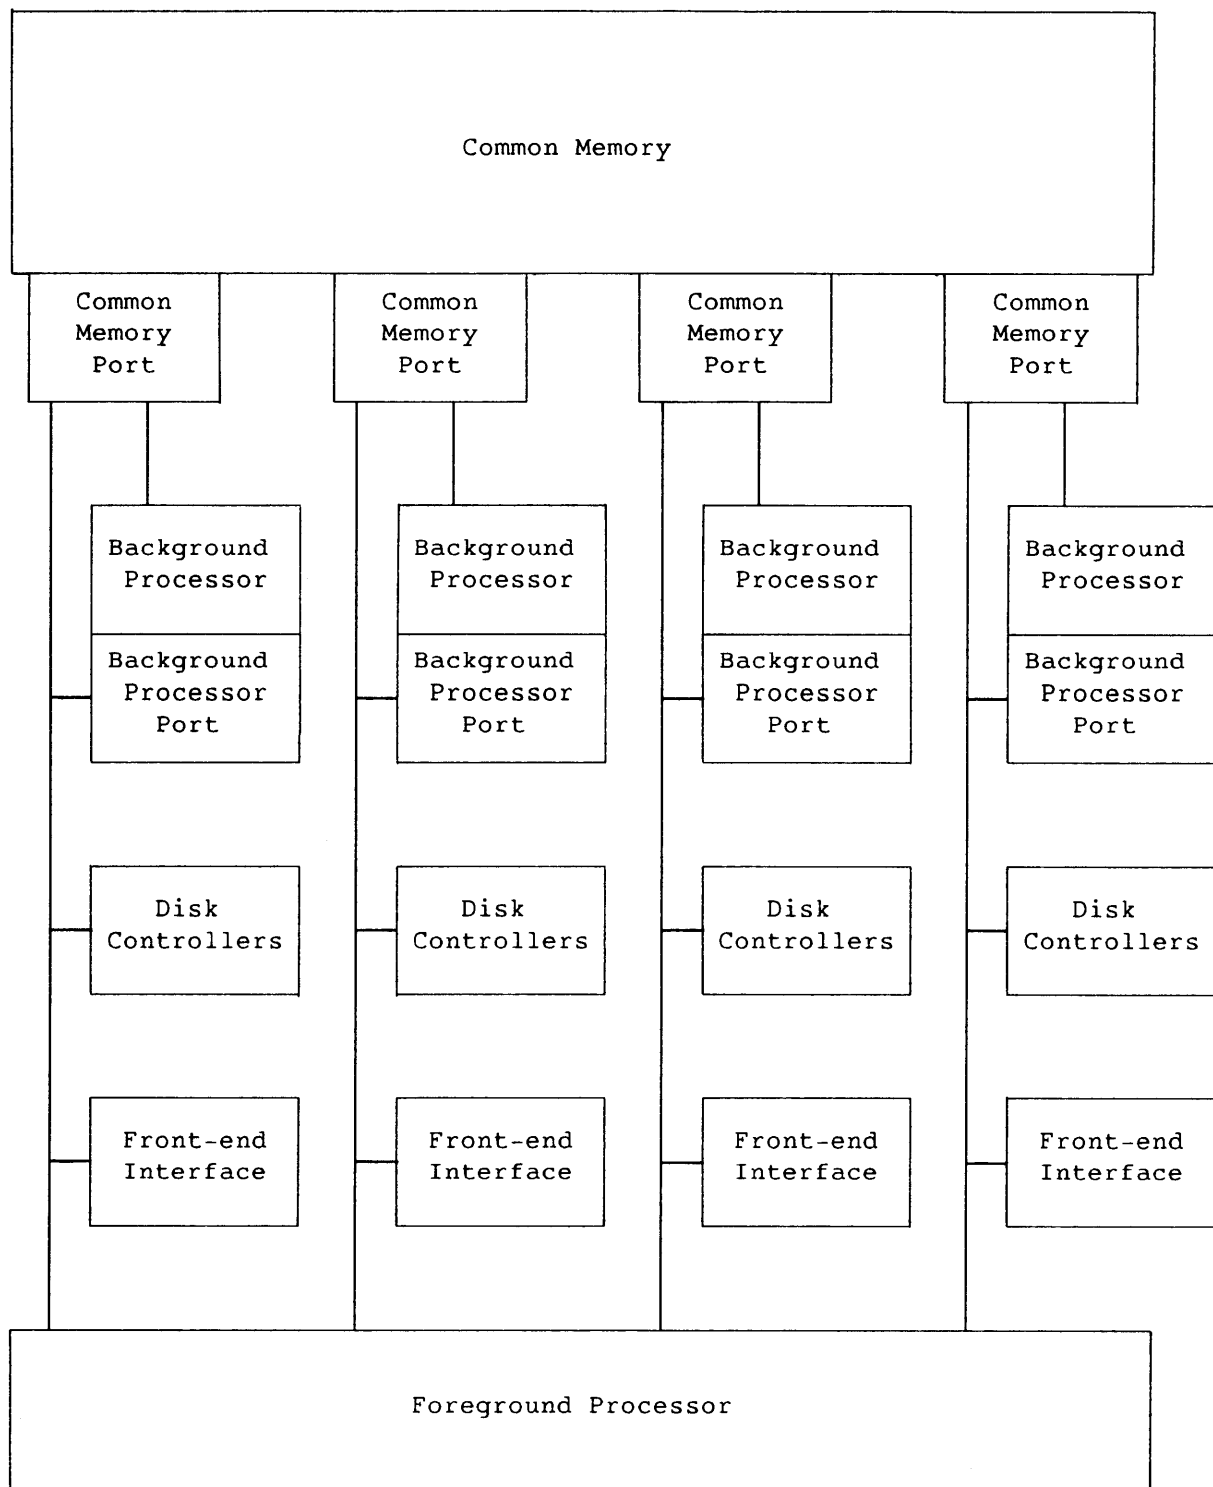 Common Memory
Common
Memory
Port
Common
Memory
Port
Common
Memory
Port
Common
Memory
Port
Background
Processor
Background
Processor
Background
Processor
Background
Processor
Background
Processor
Port
Background
Processor
Port
Background
Processor
Port
Background
Processor
Port
Disk
Controllers
Disk
Controllers
Disk
Controllers
Disk
Controllers
Front-end
Interface
Front-end
Interface
Front-end
Interface
Front-end
Interface
Foreground Processor